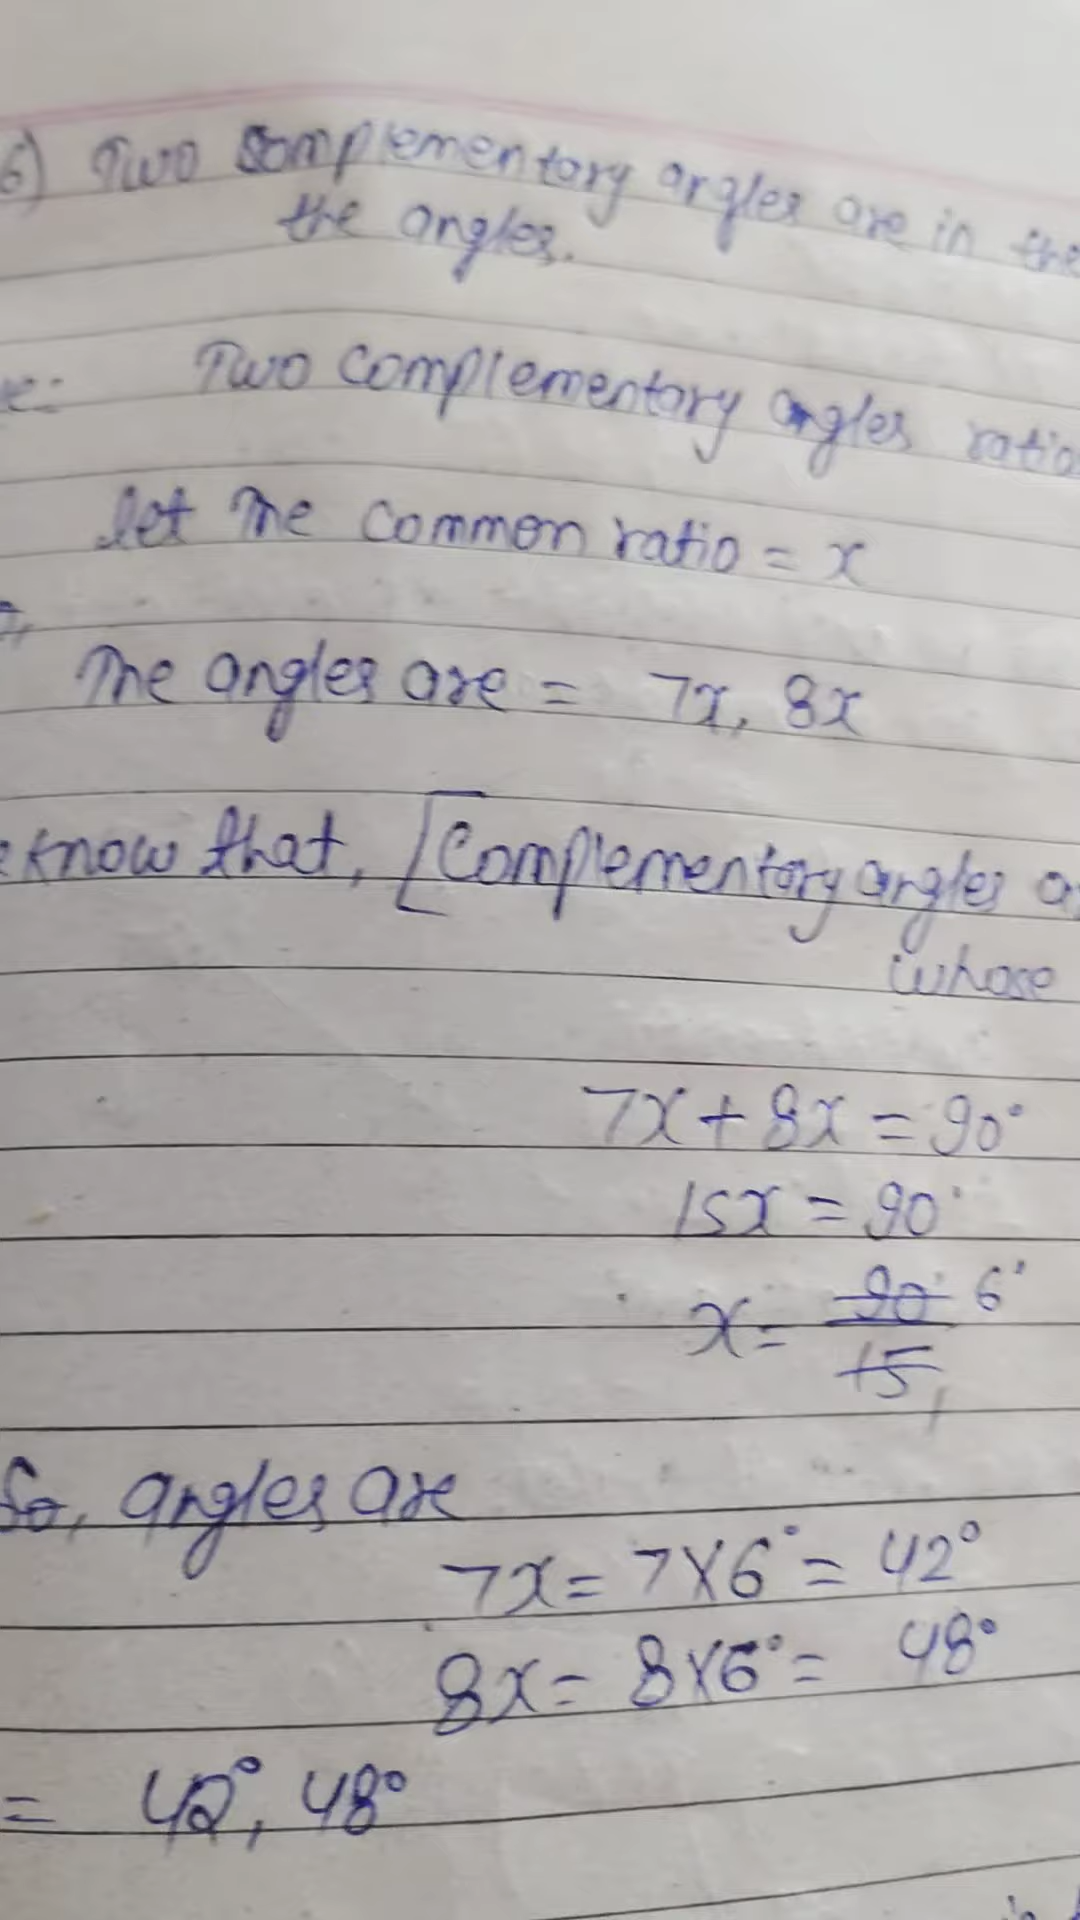 6) Two complementary angles are in the
the angles.
Two complementary angles ratio
let The common ratio = x
The angles are = 7x, 8x
know that, [Complementary angles
whose
7x + 8x = 90°
15x = 90°
x = 90° 6°
15
So, angles are
7x = 7×6° = 42°
8x = 8×6° = 48°
= 42°, 48°